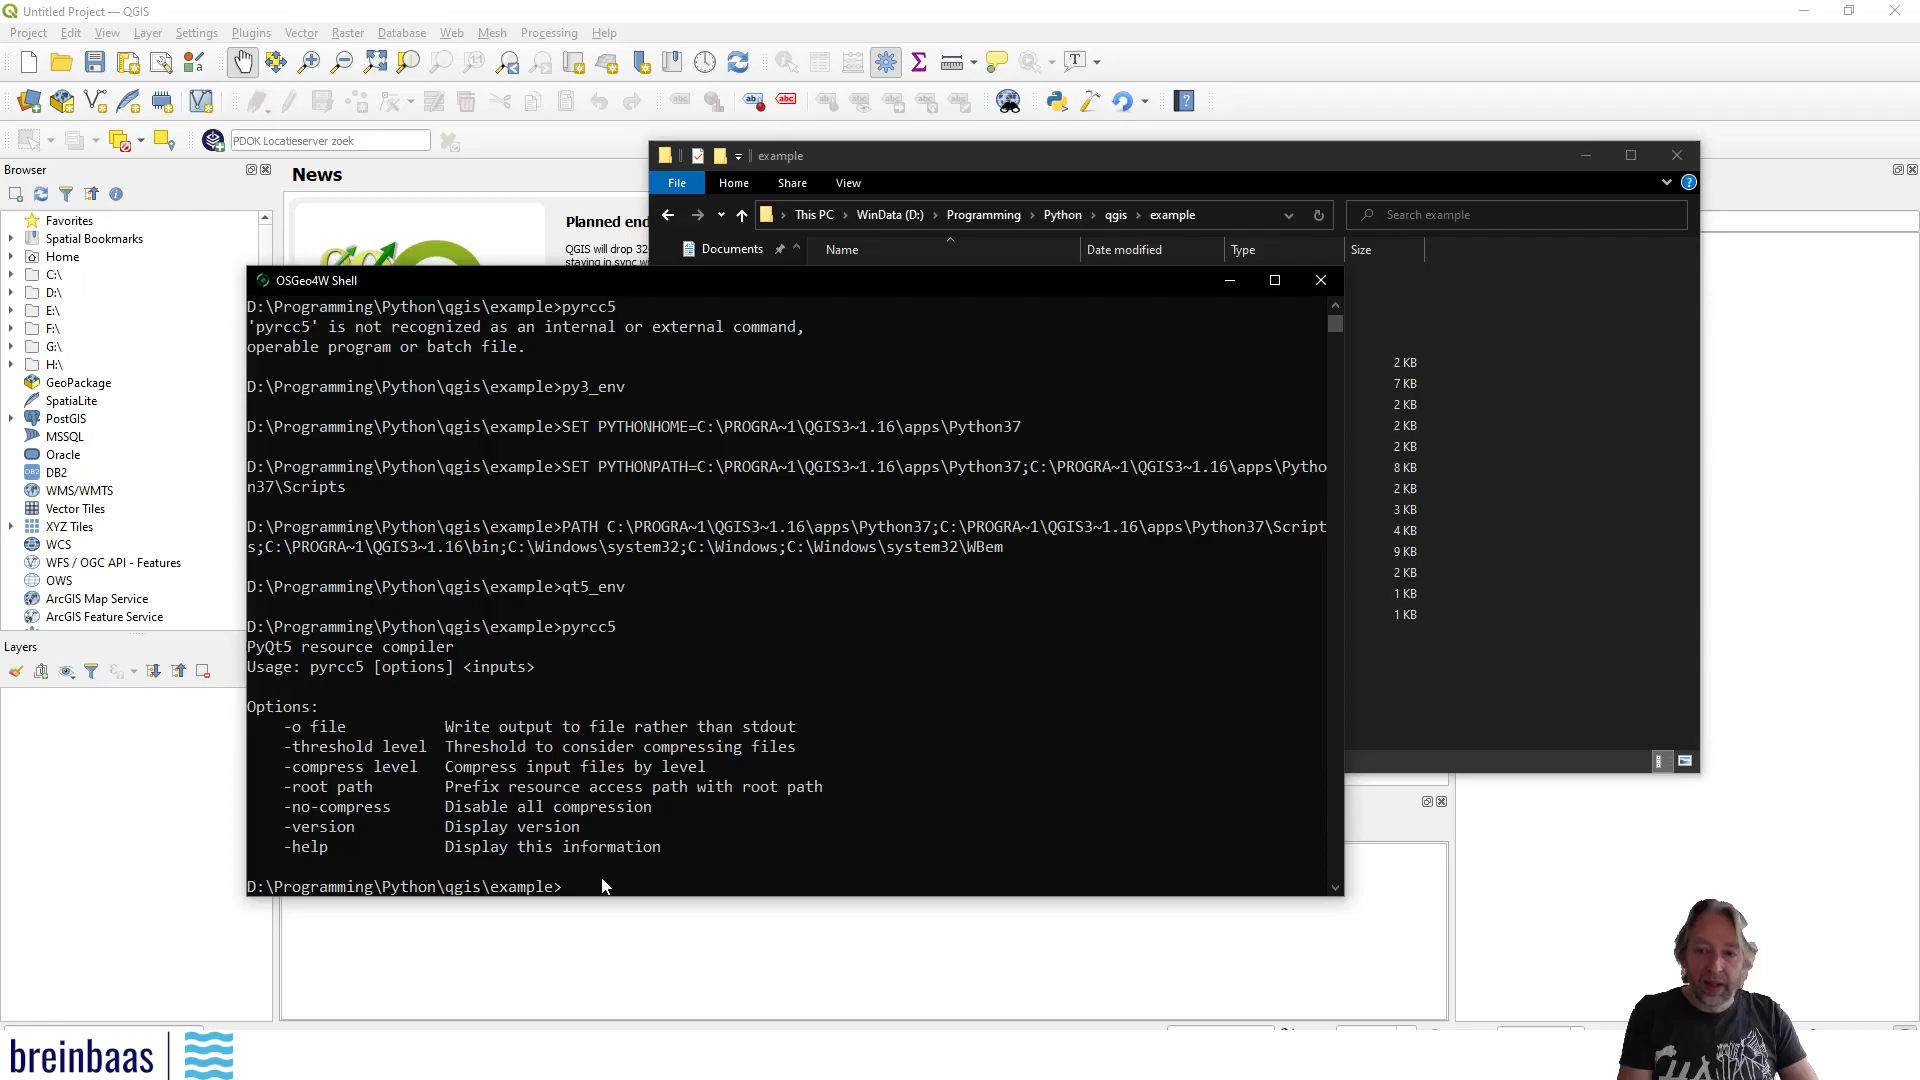 Untitled Project — QGIS
Project Edit View Layer Settings Plugins Vector Raster Database Web Mesh Processing Help
PDOK Locatieserver zoek
Browser
Favorites
Spatial Bookmarks
Home
C:\
D:\
E:\
F:\
G:\
H:\
GeoPackage
SpatiaLite
PostGIS
MSSQL
Oracle
DB2
WMS/WMTS
Vector Tiles
XYZ Tiles
WCS
WFS / OGC API - Features
OWS
ArcGIS Map Service
ArcGIS Feature Service
Layers
News
Planned end
QGIS will drop 32
staying in sync w
example
File Home Share View
This PC › WinData (D:) › Programming › Python › qgis › example
Search example
Documents
Name Date modified Type Size
2 KB
7 KB
2 KB
2 KB
2 KB
8 KB
2 KB
3 KB
4 KB
9 KB
2 KB
1 KB
1 KB
OSGeo4W Shell
D:\Programming\Python\qgis\example>pyrcc5
'pyrcc5' is not recognized as an internal or external command,
operable program or batch file.
D:\Programming\Python\qgis\example>py3_env
D:\Programming\Python\qgis\example>SET PYTHONHOME=C:\PROGRA~1\QGIS3~1.16\apps\Python37
D:\Programming\Python\qgis\example>SET PYTHONPATH=C:\PROGRA~1\QGIS3~1.16\apps\Python37;C:\PROGRA~1\QGIS3~1.16\apps\Pytho
n37\Scripts
D:\Programming\Python\qgis\example>PATH C:\PROGRA~1\QGIS3~1.16\apps\Python37;C:\PROGRA~1\QGIS3~1.16\apps\Python37\Script
s;C:\PROGRA~1\QGIS3~1.16\bin;C:\Windows\system32;C:\Windows;C:\Windows\system32\WBem
D:\Programming\Python\qgis\example>qt5_env
D:\Programming\Python\qgis\example>pyrcc5
PyQt5 resource compiler
Usage: pyrcc5 [options] <inputs>
Options:
-o file Write output to file rather than stdout
-threshold level Threshold to consider compressing files
-compress level Compress input files by level
-root path Prefix resource access path with root path
-no-compress Disable all compression
-version Display version
-help Display this information
D:\Programming\Python\qgis\example>
breinbaas